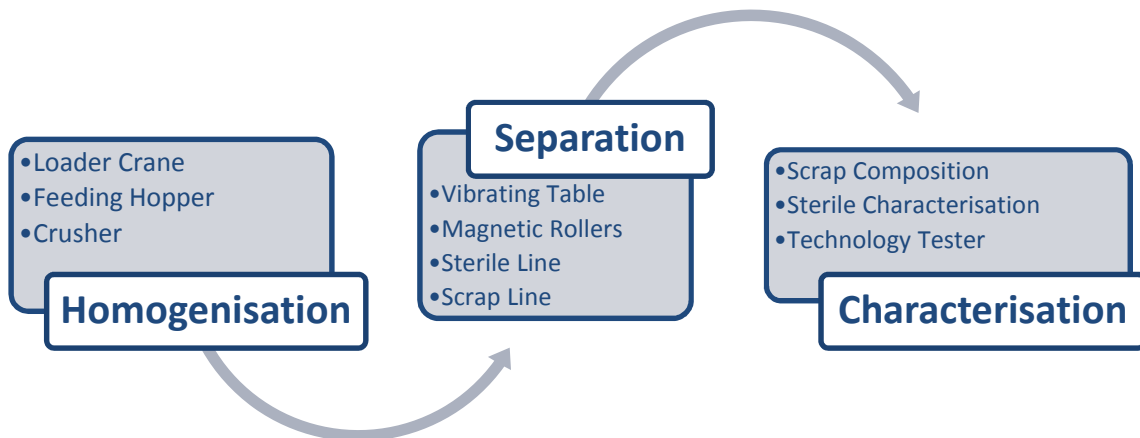 •Loader Crane
•Feeding Hopper
•Crusher
Homogenisation
Separation
•Vibrating Table
•Magnetic Rollers
•Sterile Line
•Scrap Line
•Scrap Composition
•Sterile Characterisation
•Technology Tester
Characterisation